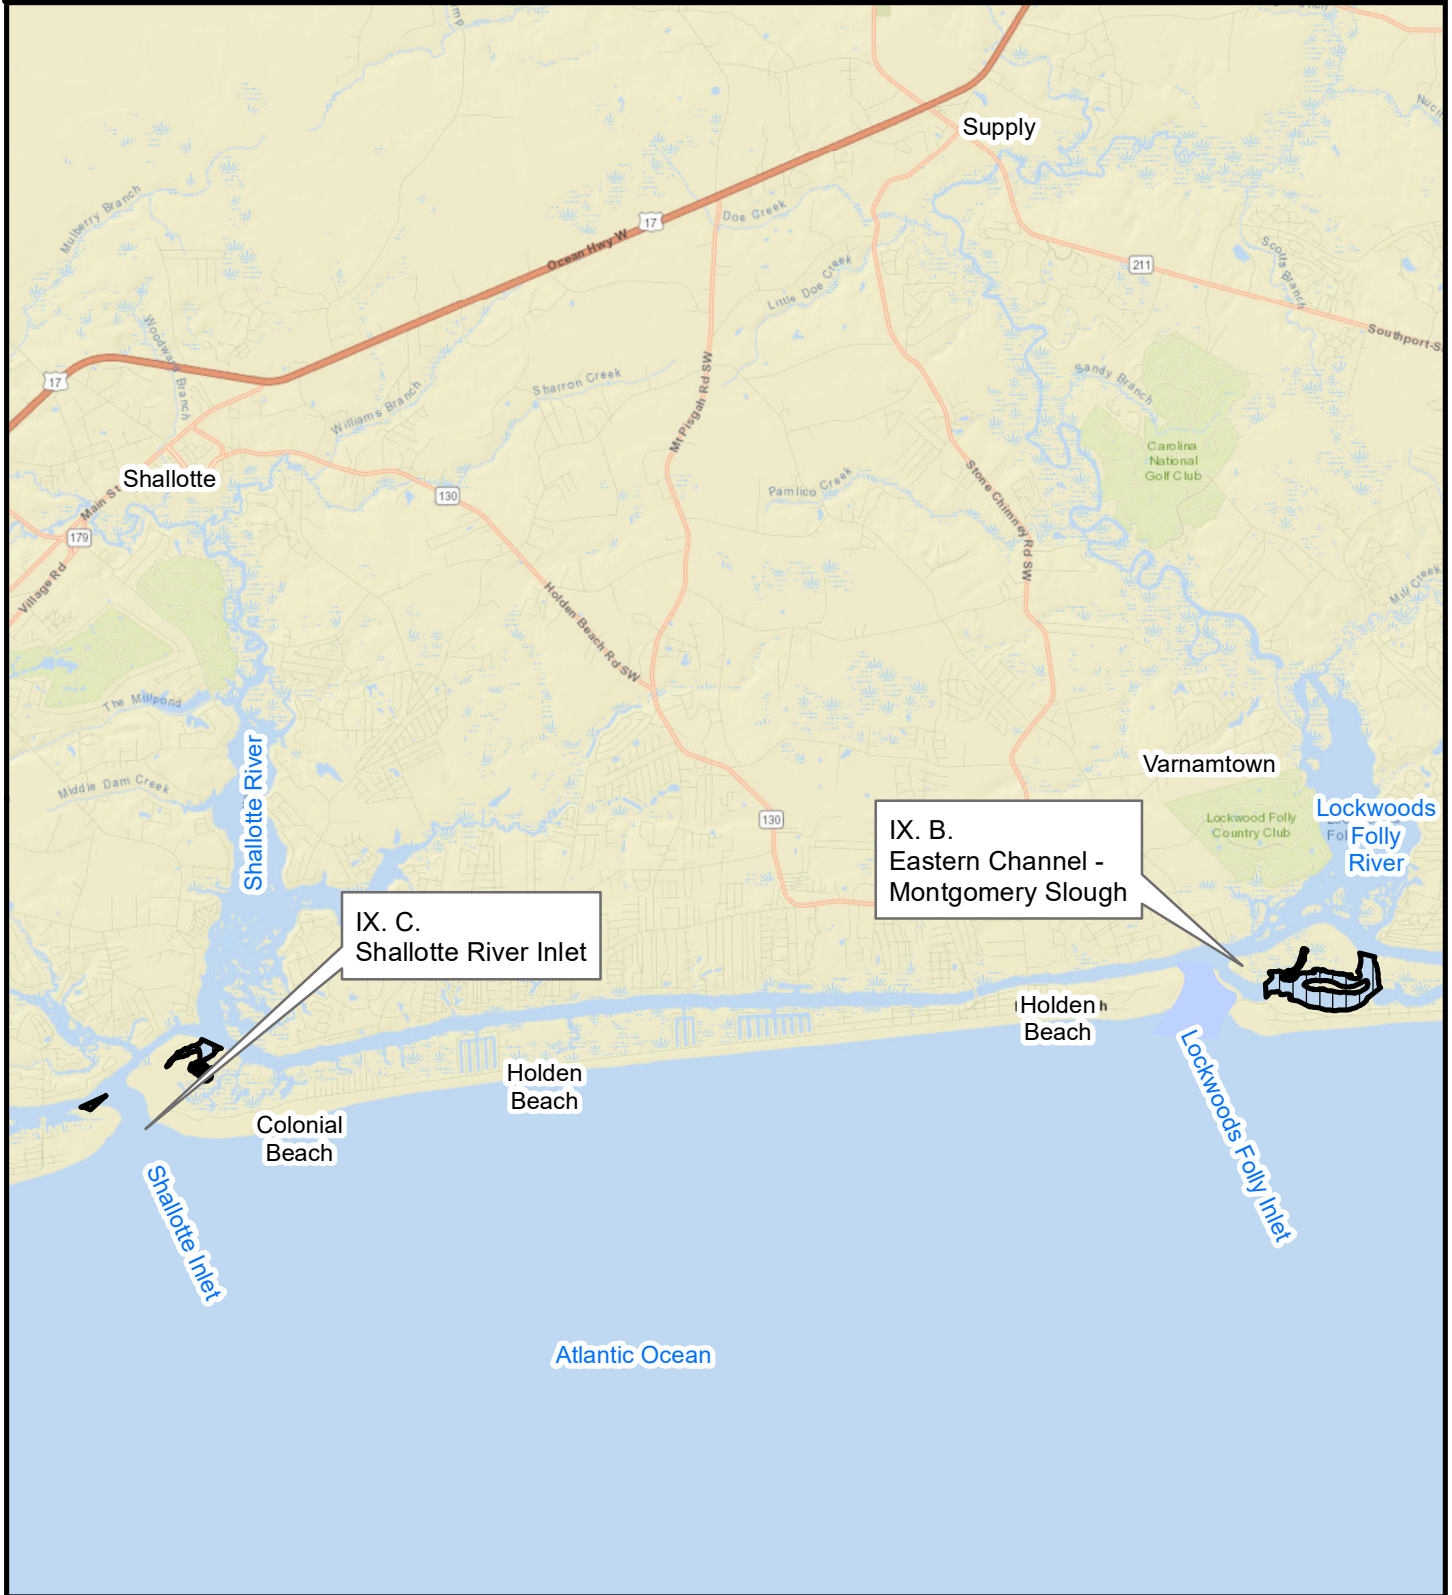 Supply
Mulberry Branch
17
Ocean Hwy W
Doe Creek
Little Doe Creek
211
Scotts Branch
Southport-S
17
Woodward Branch
Williams Branch
Sharron Creek
Mt Pisgah Rd SW
Sandy Branch
Carolina
National
Golf Club
Shallotte
Main St
130
Pamlico Creek
Stone Chimney Rd SW
179
Village Rd
Holden Beach Rd SW
Mill Creek
The Millpond
Middle Dam Creek
Shallotte River
Varnamtown
130
Lockwood Folly
Country Club
Lockwoods
Folly
River
IX. B.
Eastern Channel -
Montgomery Slough
IX. C.
Shallotte River Inlet
Holden
Beach
Holden
Beach
Colonial
Beach
Lockwoods Folly Inlet
Shallotte Inlet
Atlantic Ocean